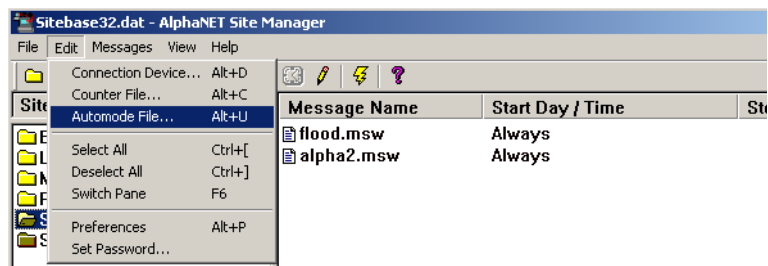 Sitebase32.dat - AlphaNET Site Manager
File Edit Messages View Help
Connection Device... Alt+D
Counter File... Alt+C
Automode File... Alt+U
Select All Ctrl+[
Deselect All Ctrl+]
Switch Pane F6
Preferences Alt+P
Set Password...
Message Name Start Day / Time
flood.msw Always
alpha2.msw Always